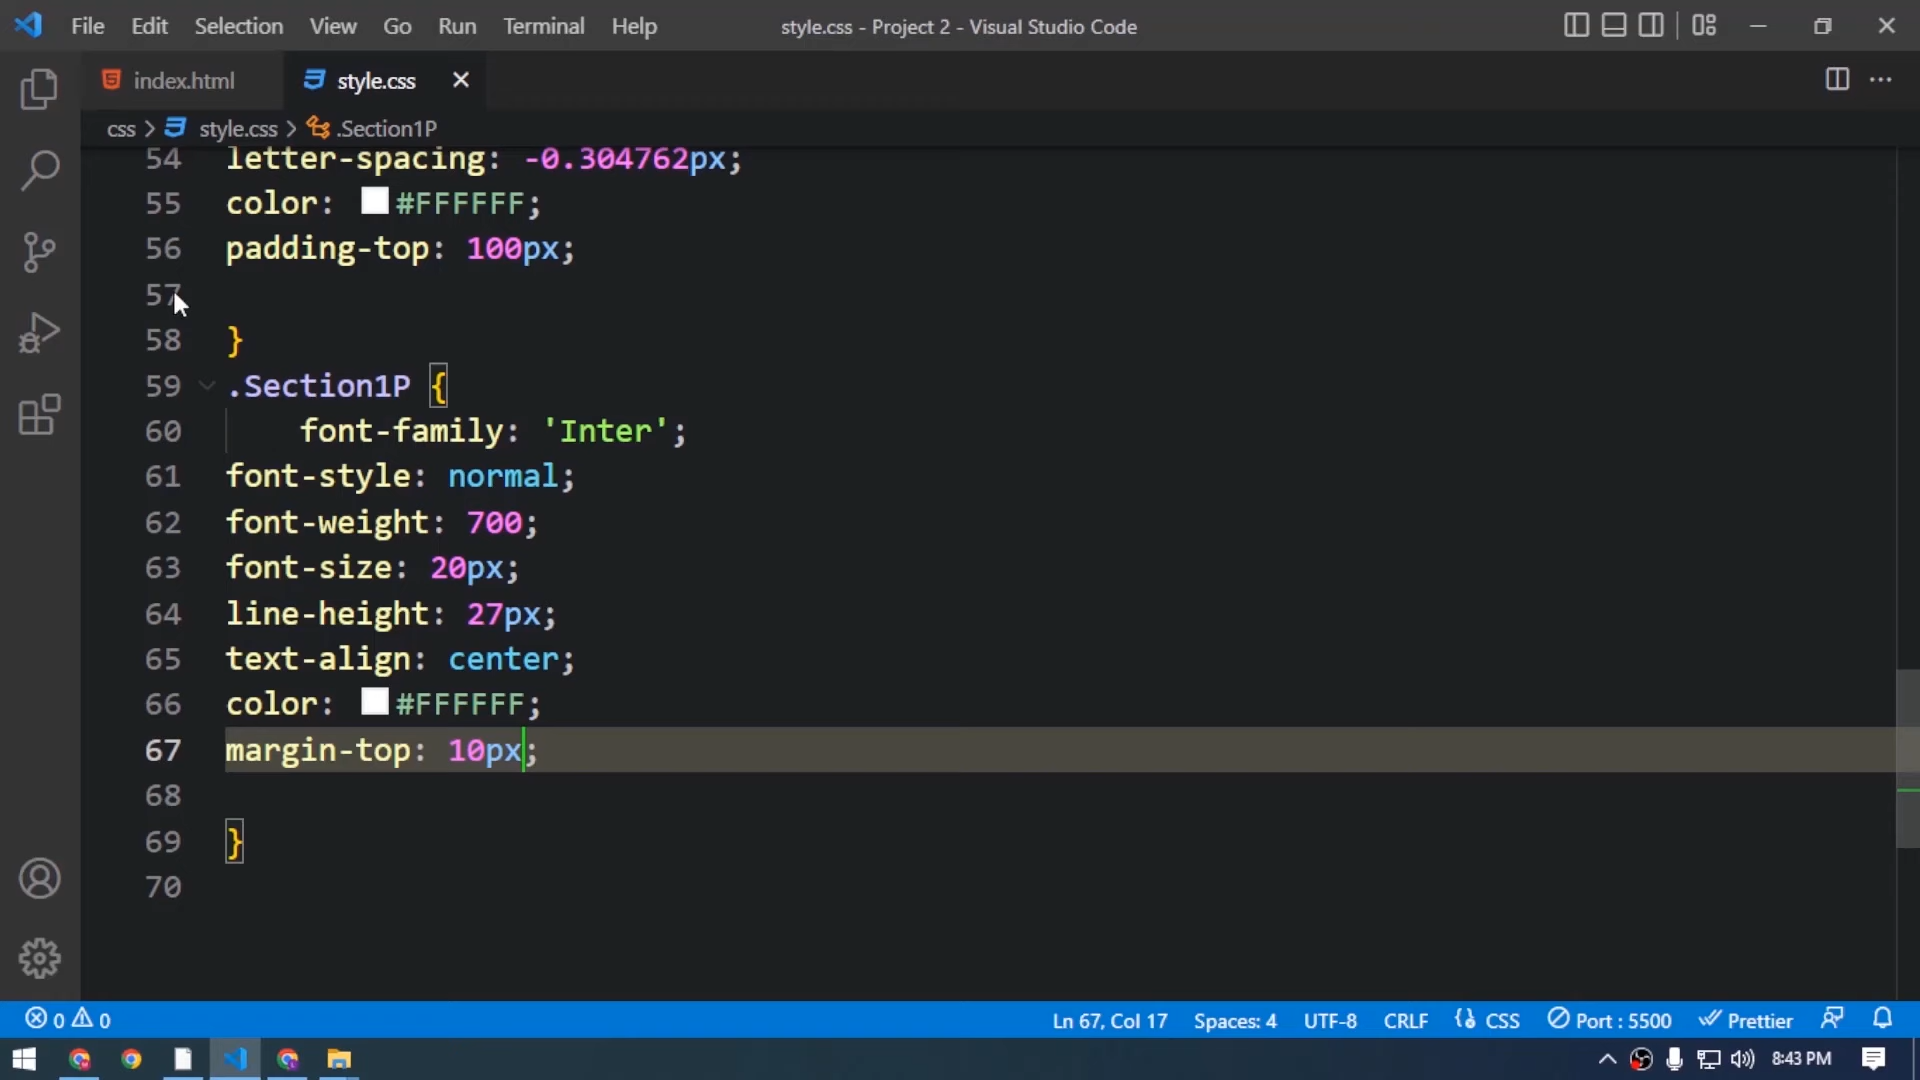 File Edit Selection View Go Run Terminal Help style.css - Project 2 - Visual Studio Code
index.html style.css
css > style.css > .Section1P
54 letter-spacing: -0.304762px;
55 color: #FFFFFF;
56 padding-top: 100px;
57
58 }
59 .Section1P {
60 font-family: 'Inter';
61 font-style: normal;
62 font-weight: 700;
63 font-size: 20px;
64 line-height: 27px;
65 text-align: center;
66 color: #FFFFFF;
67 margin-top: 10px;
68
69 }
70
0 0 Ln 67, Col 17 Spaces: 4 UTF-8 CRLF CSS Port : 5500 Prettier
8:43 PM